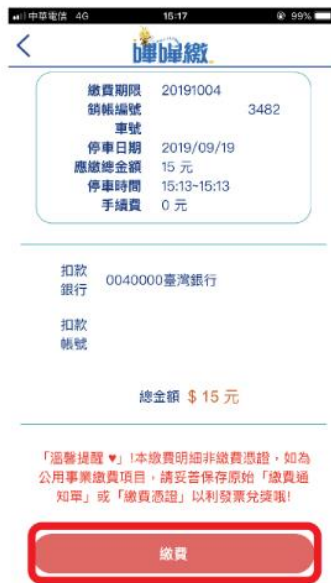 中華電信 4G 15:17 99%
嗶嗶繳
繳費期限 20191004
銷帳編號 3482
車號
停車日期 2019/09/19
應繳總金額 15 元
停車時間 15:13~15:13
手續費 0 元
扣款
銀行 0040000臺灣銀行
扣款
帳號
總金額 $ 15 元
「溫馨提醒 ♥」!本繳費明細非繳費憑證，如為
公用事業繳費項目，請妥善保存原始「繳費通
知單」或「繳費憑證」以利發票兌獎哦!
繳費